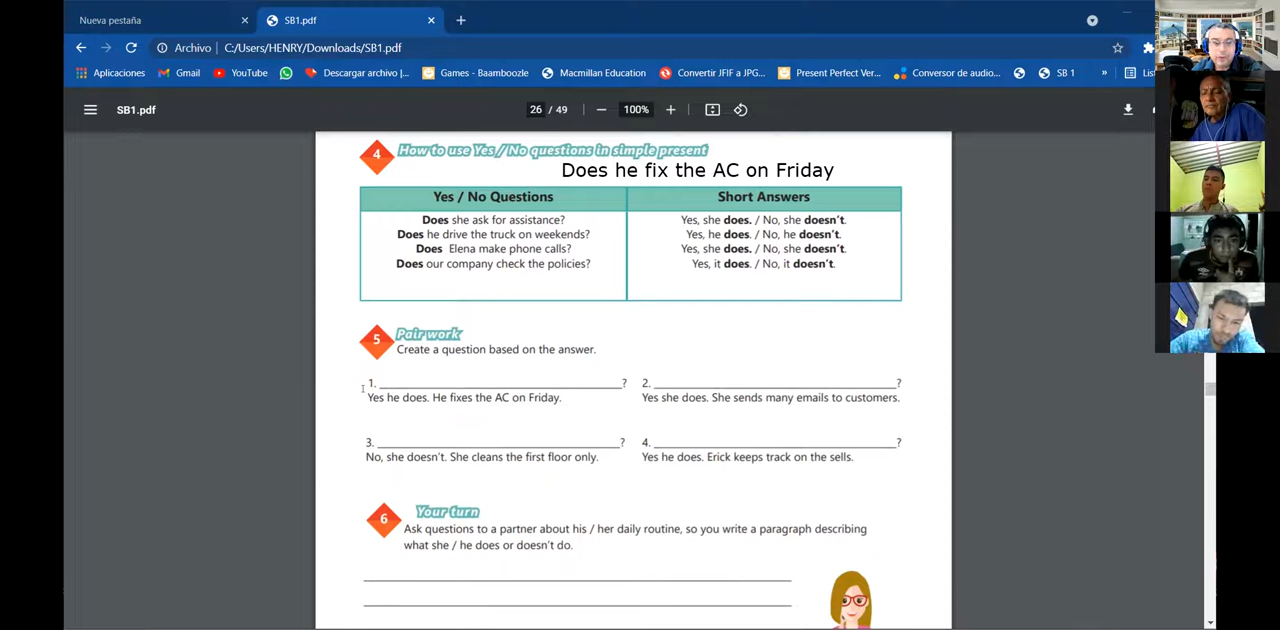 Nueva pestaña
SB1.pdf
Archivo C:/Users/HENRY/Downloads/SB1.pdf
Aplicaciones Gmail YouTube Descargar archivo |... Games - Baamboozle Macmillan Education Convertir JFIF a JPG... Present Perfect Ver... Conversor de audio... SB 1 »
SB1.pdf 26 / 49 − 100% +
4 How to use Yes / No questions in simple present
Does he fix the AC on Friday
Yes / No Questions Short Answers
Does she ask for assistance? Yes, she does. / No, she doesn't.
Does he drive the truck on weekends? Yes, he does. / No, he doesn't.
Does Elena make phone calls? Yes, she does. / No, she doesn't.
Does our company check the policies? Yes, it does. / No, it doesn't.
5 Pair work
Create a question based on the answer.
1. ______________________________? 2. ______________________________?
Yes he does. He fixes the AC on Friday. Yes she does. She sends many emails to customers.
3. ______________________________? 4. ______________________________?
No, she doesn't. She cleans the first floor only. Yes he does. Erick keeps track on the sells.
6 Your turn
Ask questions to a partner about his / her daily routine, so you write a paragraph describing
what she / he does or doesn't do.